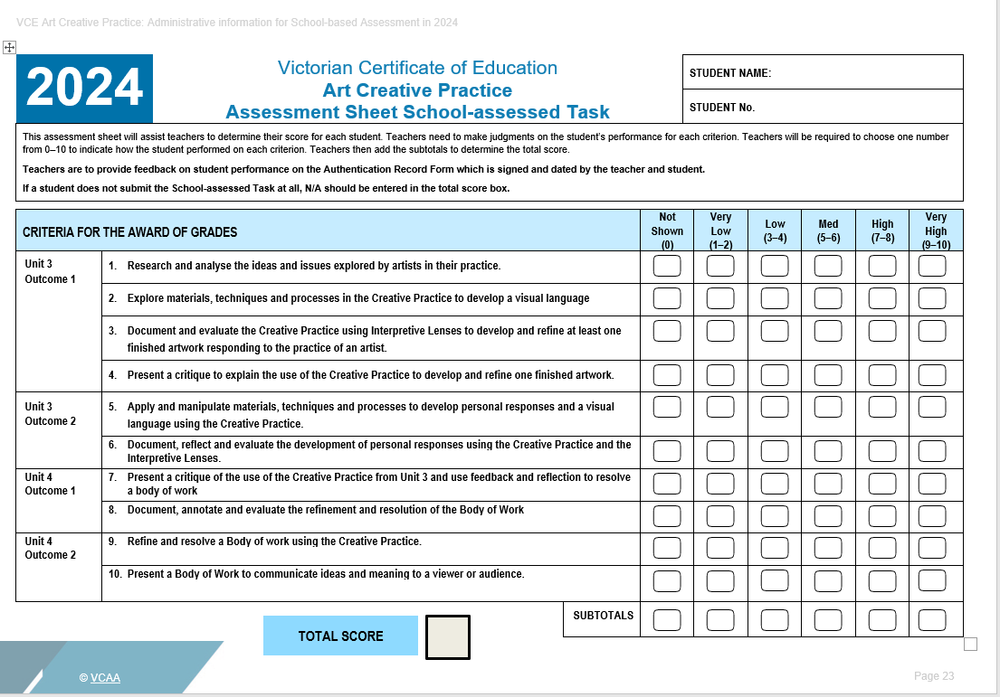 VCE Art Creative Practice: Administrative information for School-based Assessment in 2024
2024
Victorian Certificate of Education
Art Creative Practice
Assessment Sheet School-assessed Task
STUDENT NAME:
STUDENT No.
This assessment sheet will assist teachers to determine their score for each student. Teachers need to make judgments on the student's performance for each criterion. Teachers will be required to choose one number
from 0–10 to indicate how the student performed on each criterion. Teachers then add the subtotals to determine the total score.
Teachers are to provide feedback on student performance on the Authentication Record Form which is signed and dated by the teacher and student.
If a student does not submit the School-assessed Task at all, N/A should be entered in the total score box.
CRITERIA FOR THE AWARD OF GRADES
Not
Shown
(0)
Very
Low
(1–2)
Low
(3–4)
Med
(5–6)
High
(7–8)
Very
High
(9–10)
Unit 3
Outcome 1
1. Research and analyse the ideas and issues explored by artists in their practice.
2. Explore materials, techniques and processes in the Creative Practice to develop a visual language
3. Document and evaluate the Creative Practice using Interpretive Lenses to develop and refine at least one
finished artwork responding to the practice of an artist.
4. Present a critique to explain the use of the Creative Practice to develop and refine one finished artwork.
Unit 3
Outcome 2
5. Apply and manipulate materials, techniques and processes to develop personal responses and a visual
language using the Creative Practice.
6. Document, reflect and evaluate the development of personal responses using the Creative Practice and the
Interpretive Lenses.
Unit 4
Outcome 1
7. Present a critique of the use of the Creative Practice from Unit 3 and use feedback and reflection to resolve
a body of work
8. Document, annotate and evaluate the refinement and resolution of the Body of Work
Unit 4
Outcome 2
9. Refine and resolve a Body of work using the Creative Practice.
10. Present a Body of Work to communicate ideas and meaning to a viewer or audience.
SUBTOTALS
TOTAL SCORE
© VCAA
Page 23